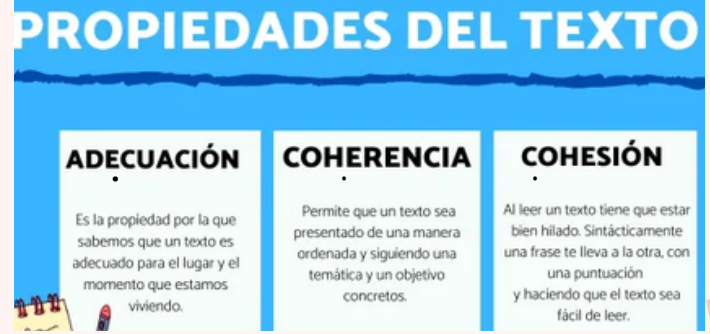 PROPIEDADES DEL TEXTO
ADECUACIÓN
Es la propiedad por la que
sabemos que un texto es
adecuado para el lugar y el
momento que estamos
viviendo.
COHERENCIA
Permite que un texto sea
presentado de una manera
ordenada y siguiendo una
temática y un objetivo
concretos.
COHESIÓN
Al leer un texto tiene que estar
bien hilado. Sintácticamente
una frase te lleva a la otra, con
una puntuación
y haciendo que el texto sea
fácil de leer.